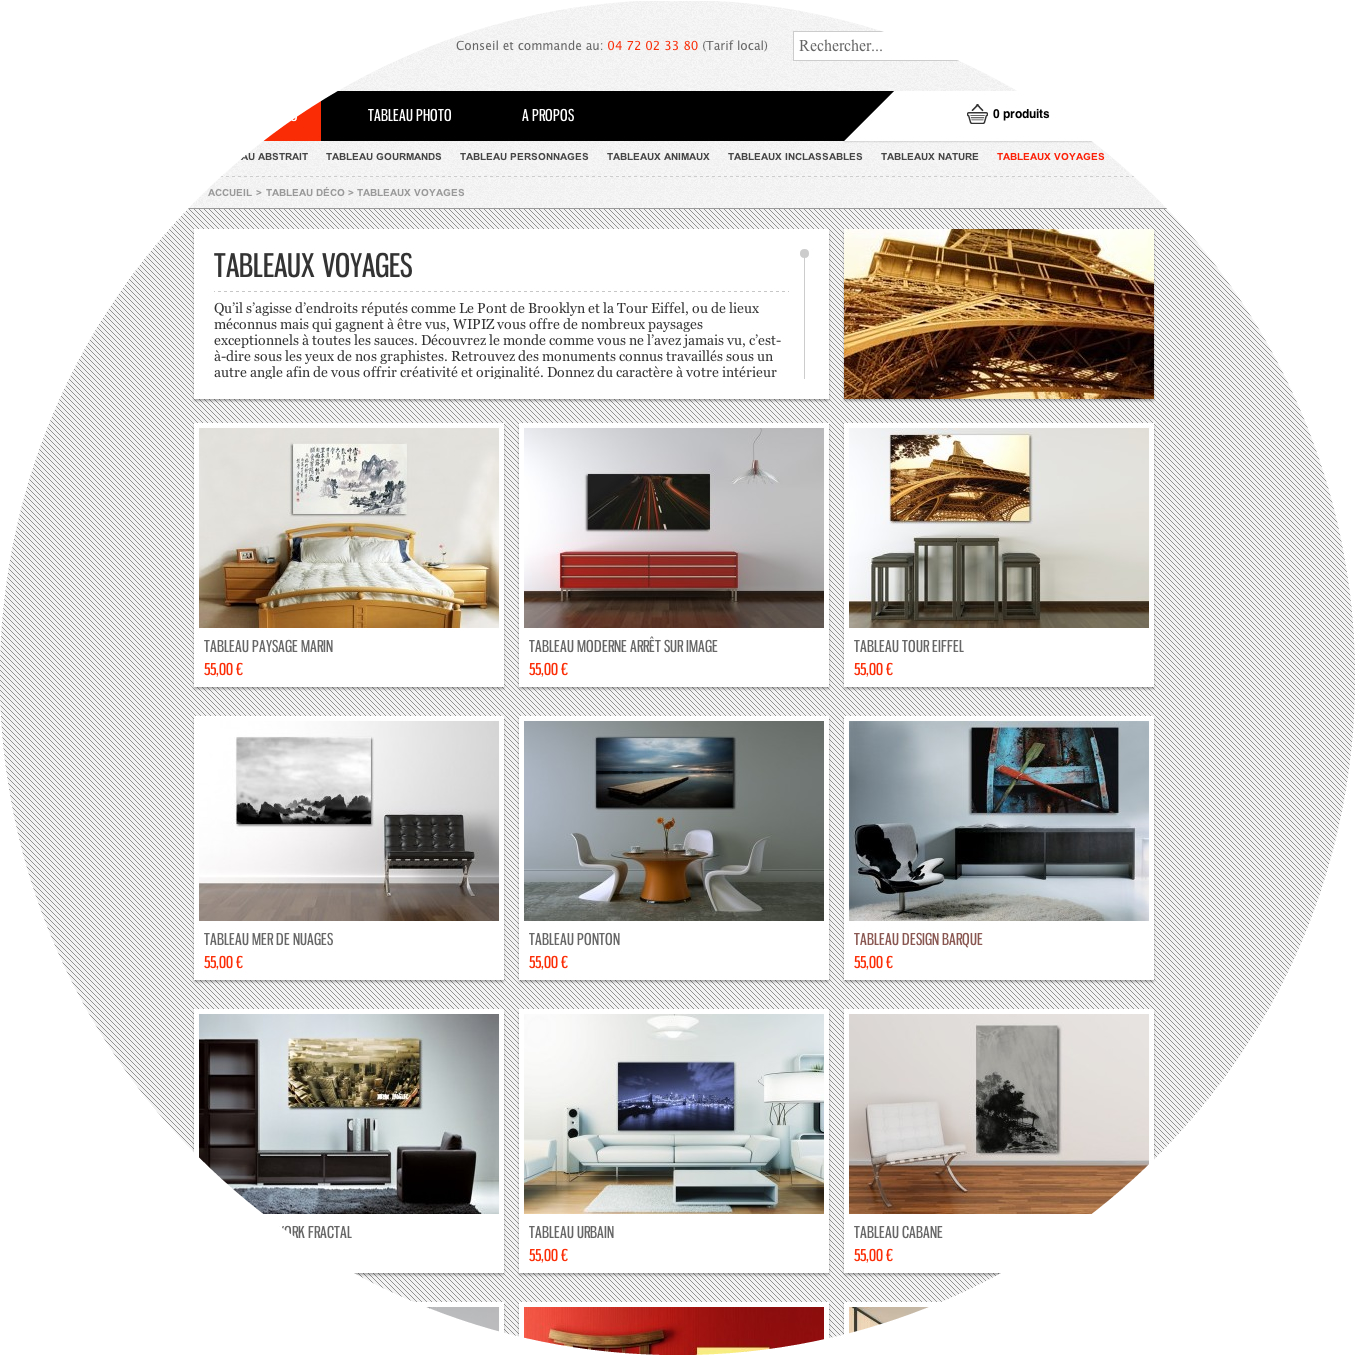 Conseil et commande au: 04 72 02 33 80 (Tarif local)
Rechercher...
TABLEAU PHOTO
A PROPOS
0 produits
ABSTRAIT
TABLEAU GOURMANDS
TABLEAU PERSONNAGES
TABLEAUX ANIMAUX
TABLEAUX INCLASSABLES
TABLEAUX NATURE
TABLEAUX VOYAGES
ACCUEIL > TABLEAU DÉCO > TABLEAUX VOYAGES
TABLEAUX VOYAGES
Qu'il s'agisse d'endroits réputés comme Le Pont de Brooklyn et la Tour Eiffel, ou de lieux
méconnus mais qui gagnent à être vus, WIPIZ vous offre de nombreux paysages
exceptionnels à toutes les sauces. Découvrez le monde comme vous ne l'avez jamais vu, c'est-
à-dire sous les yeux de nos graphistes. Retrouvez des monuments connus travaillés sous un
autre angle afin de vous offrir créativité et originalité. Donnez du caractère à votre intérieur
TABLEAU PAYSAGE MARIN
55,00 €
TABLEAU MODERNE ARRÊT SUR IMAGE
55,00 €
TABLEAU TOUR EIFFEL
55,00 €
TABLEAU MER DE NUAGES
55,00 €
TABLEAU PONTON
55,00 €
TABLEAU DESIGN BARQUE
55,00 €
FRACTAL
TABLEAU URBAIN
55,00 €
TABLEAU CABANE
55,00 €